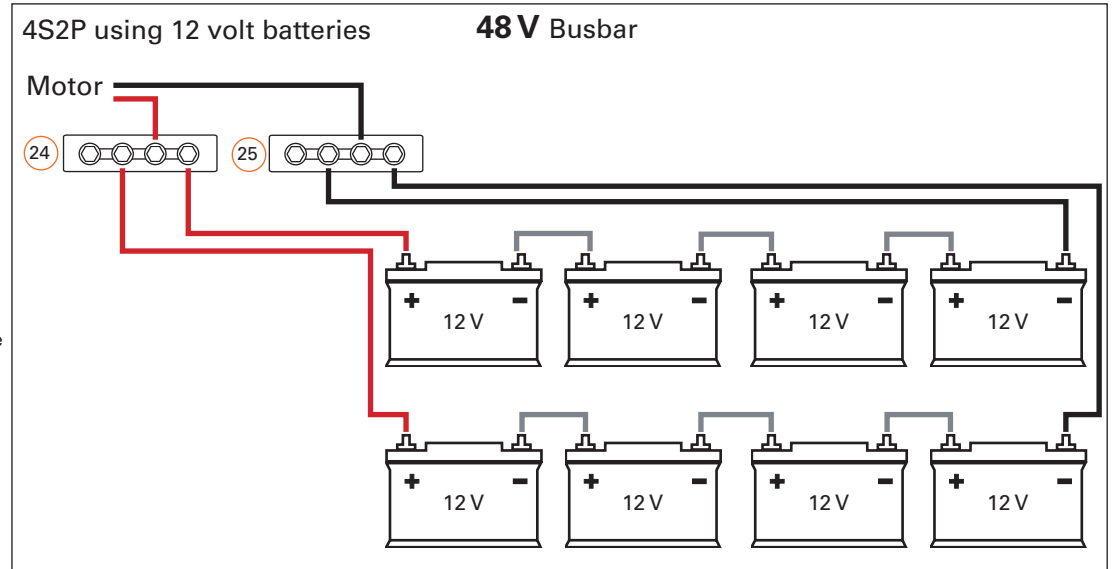 4S2P using 12 volt batteries
48 V Busbar
Motor
24
25
+ − + − + − + −
12 V 12 V 12 V 12 V
e
+ − + − + − + −
12 V 12 V 12 V 12 V